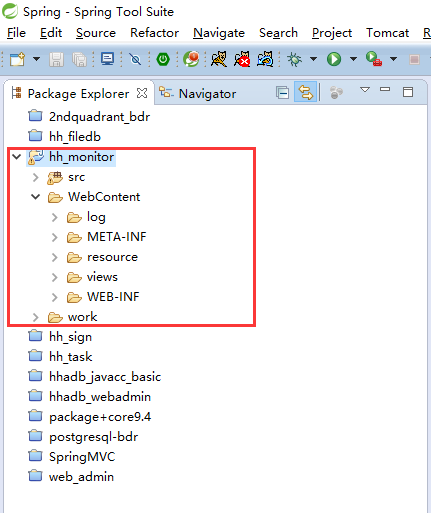 Spring - Spring Tool Suite
File Edit Source Refactor Navigate Search Project Tomcat R
Package Explorer Navigator
2ndquadrant_bdr
hh_filedb
hh_monitor
src
WebContent
log
META-INF
resource
views
WEB-INF
work
hh_sign
hh_task
hhadb_javacc_basic
hhadb_webadmin
package+core9.4
postgresql-bdr
SpringMVC
web_admin